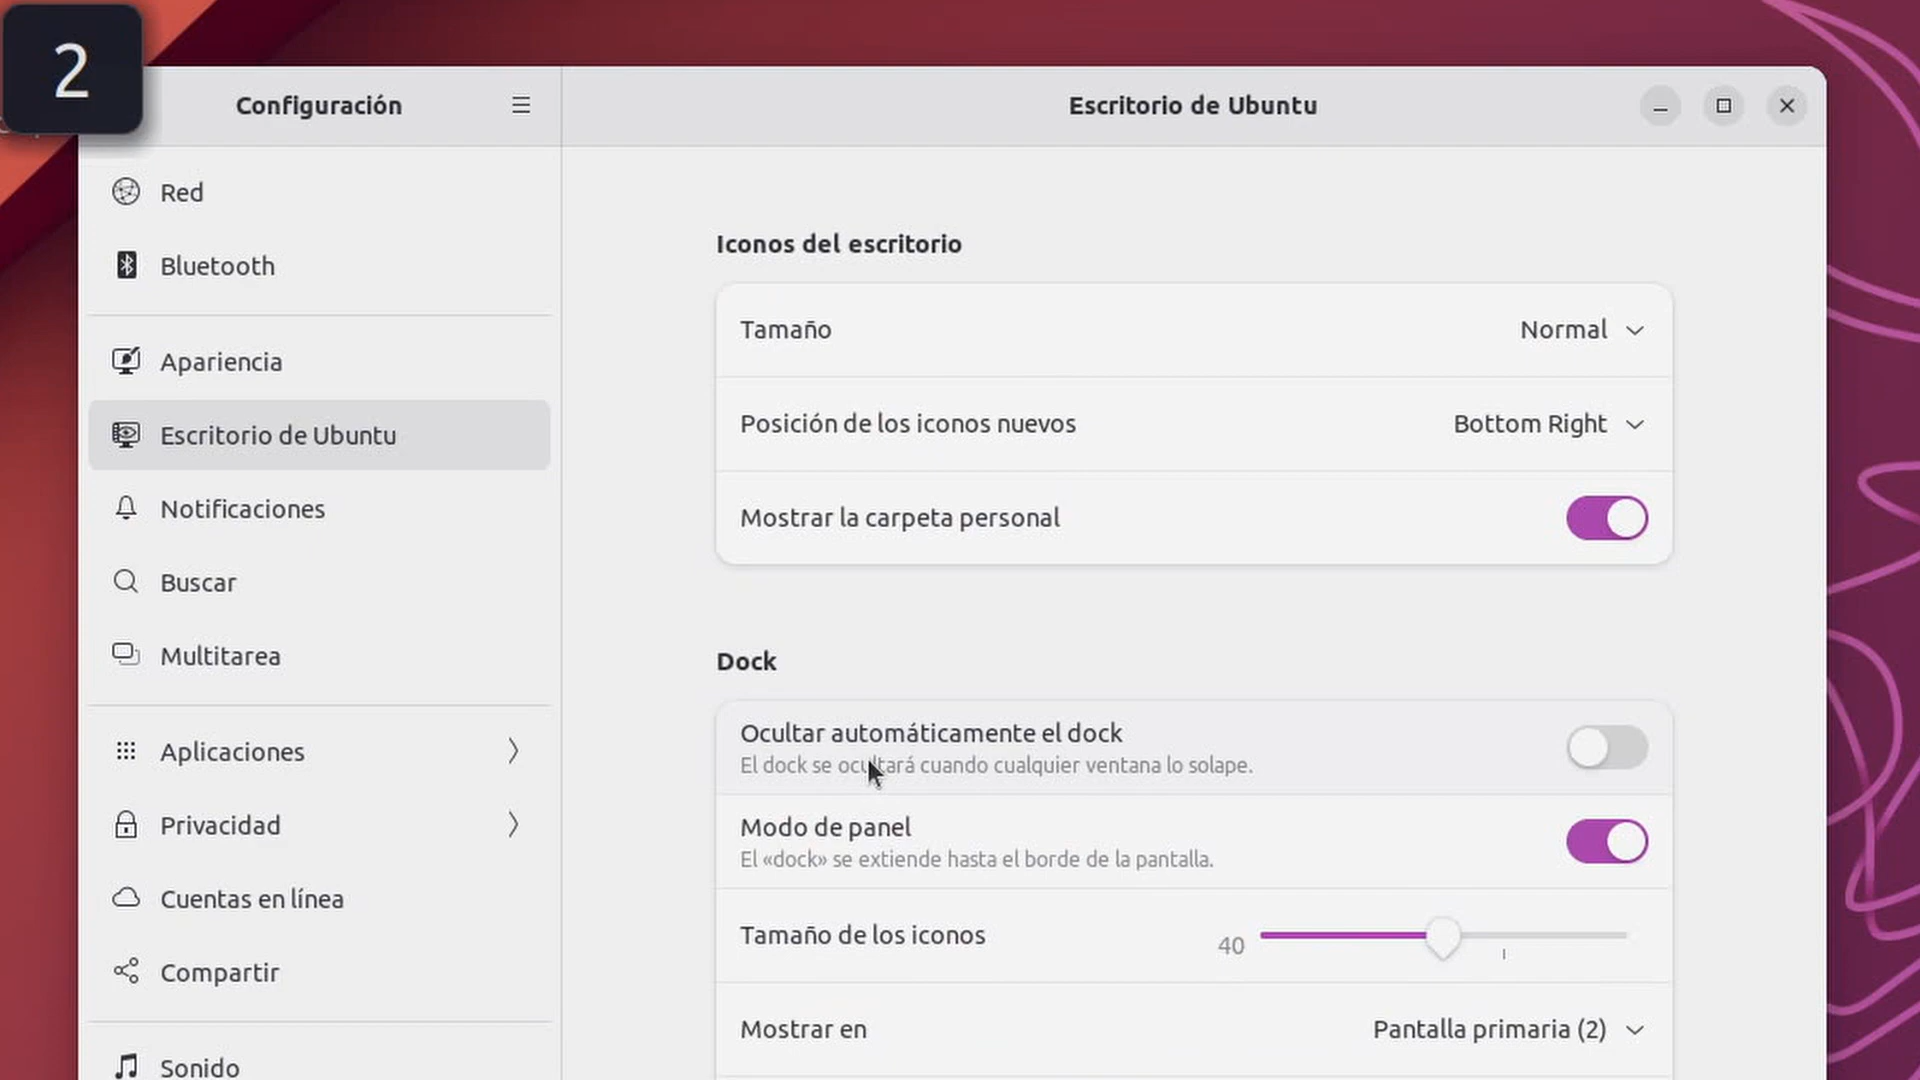 2
Configuración
Escritorio de Ubuntu
Red
Bluetooth
Apariencia
Escritorio de Ubuntu
Notificaciones
Buscar
Multitarea
Aplicaciones
Privacidad
Cuentas en línea
Compartir
Sonido
Iconos del escritorio
Tamaño Normal
Posición de los iconos nuevos Bottom Right
Mostrar la carpeta personal
Dock
Ocultar automáticamente el dock
El dock se ocultará cuando cualquier ventana lo solape.
Modo de panel
El «dock» se extiende hasta el borde de la pantalla.
Tamaño de los iconos 40
Mostrar en Pantalla primaria (2)